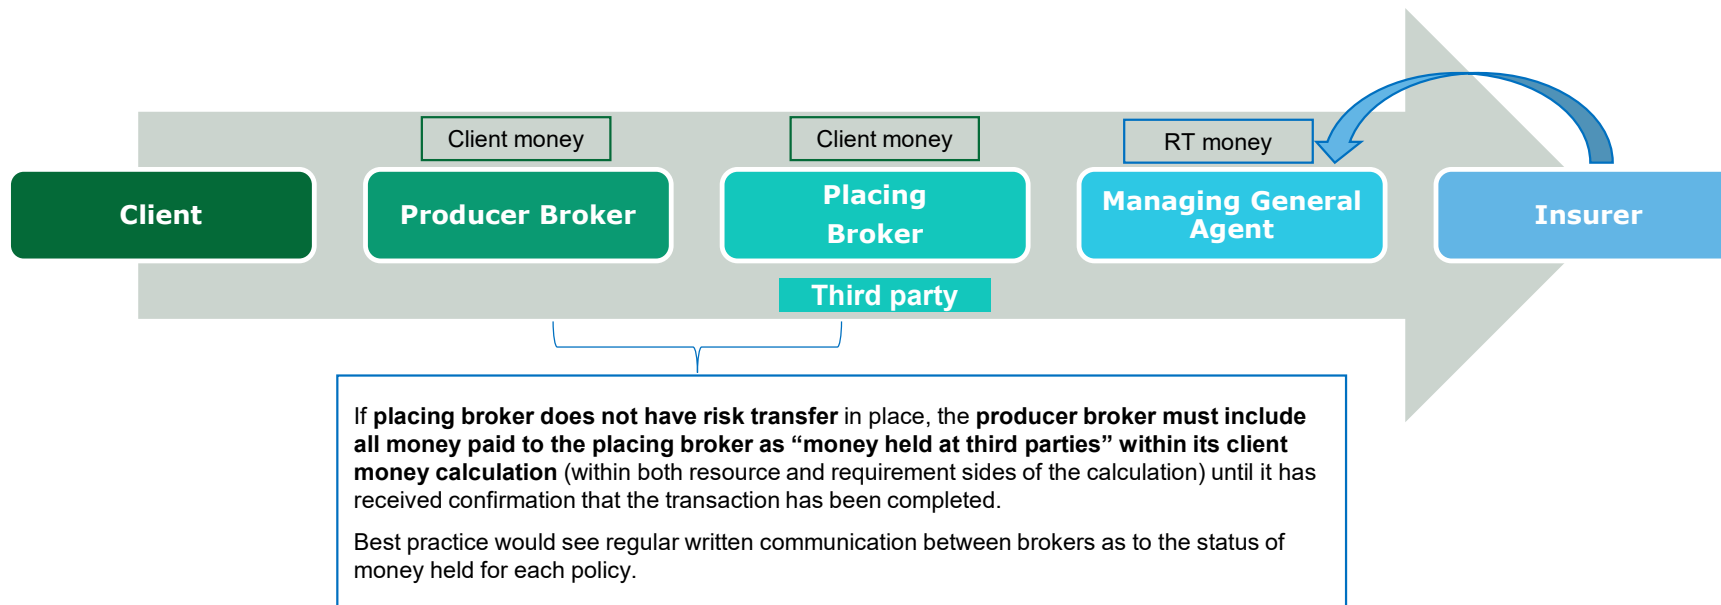 Client money
Client money
RT money
Client
Producer Broker
Placing
Broker
Managing General
Agent
Insurer
Third party
If placing broker does not have risk transfer in place, the producer broker must include
all money paid to the placing broker as “money held at third parties” within its client
money calculation (within both resource and requirement sides of the calculation) until it has
received confirmation that the transaction has been completed.
Best practice would see regular written communication between brokers as to the status of
money held for each policy.